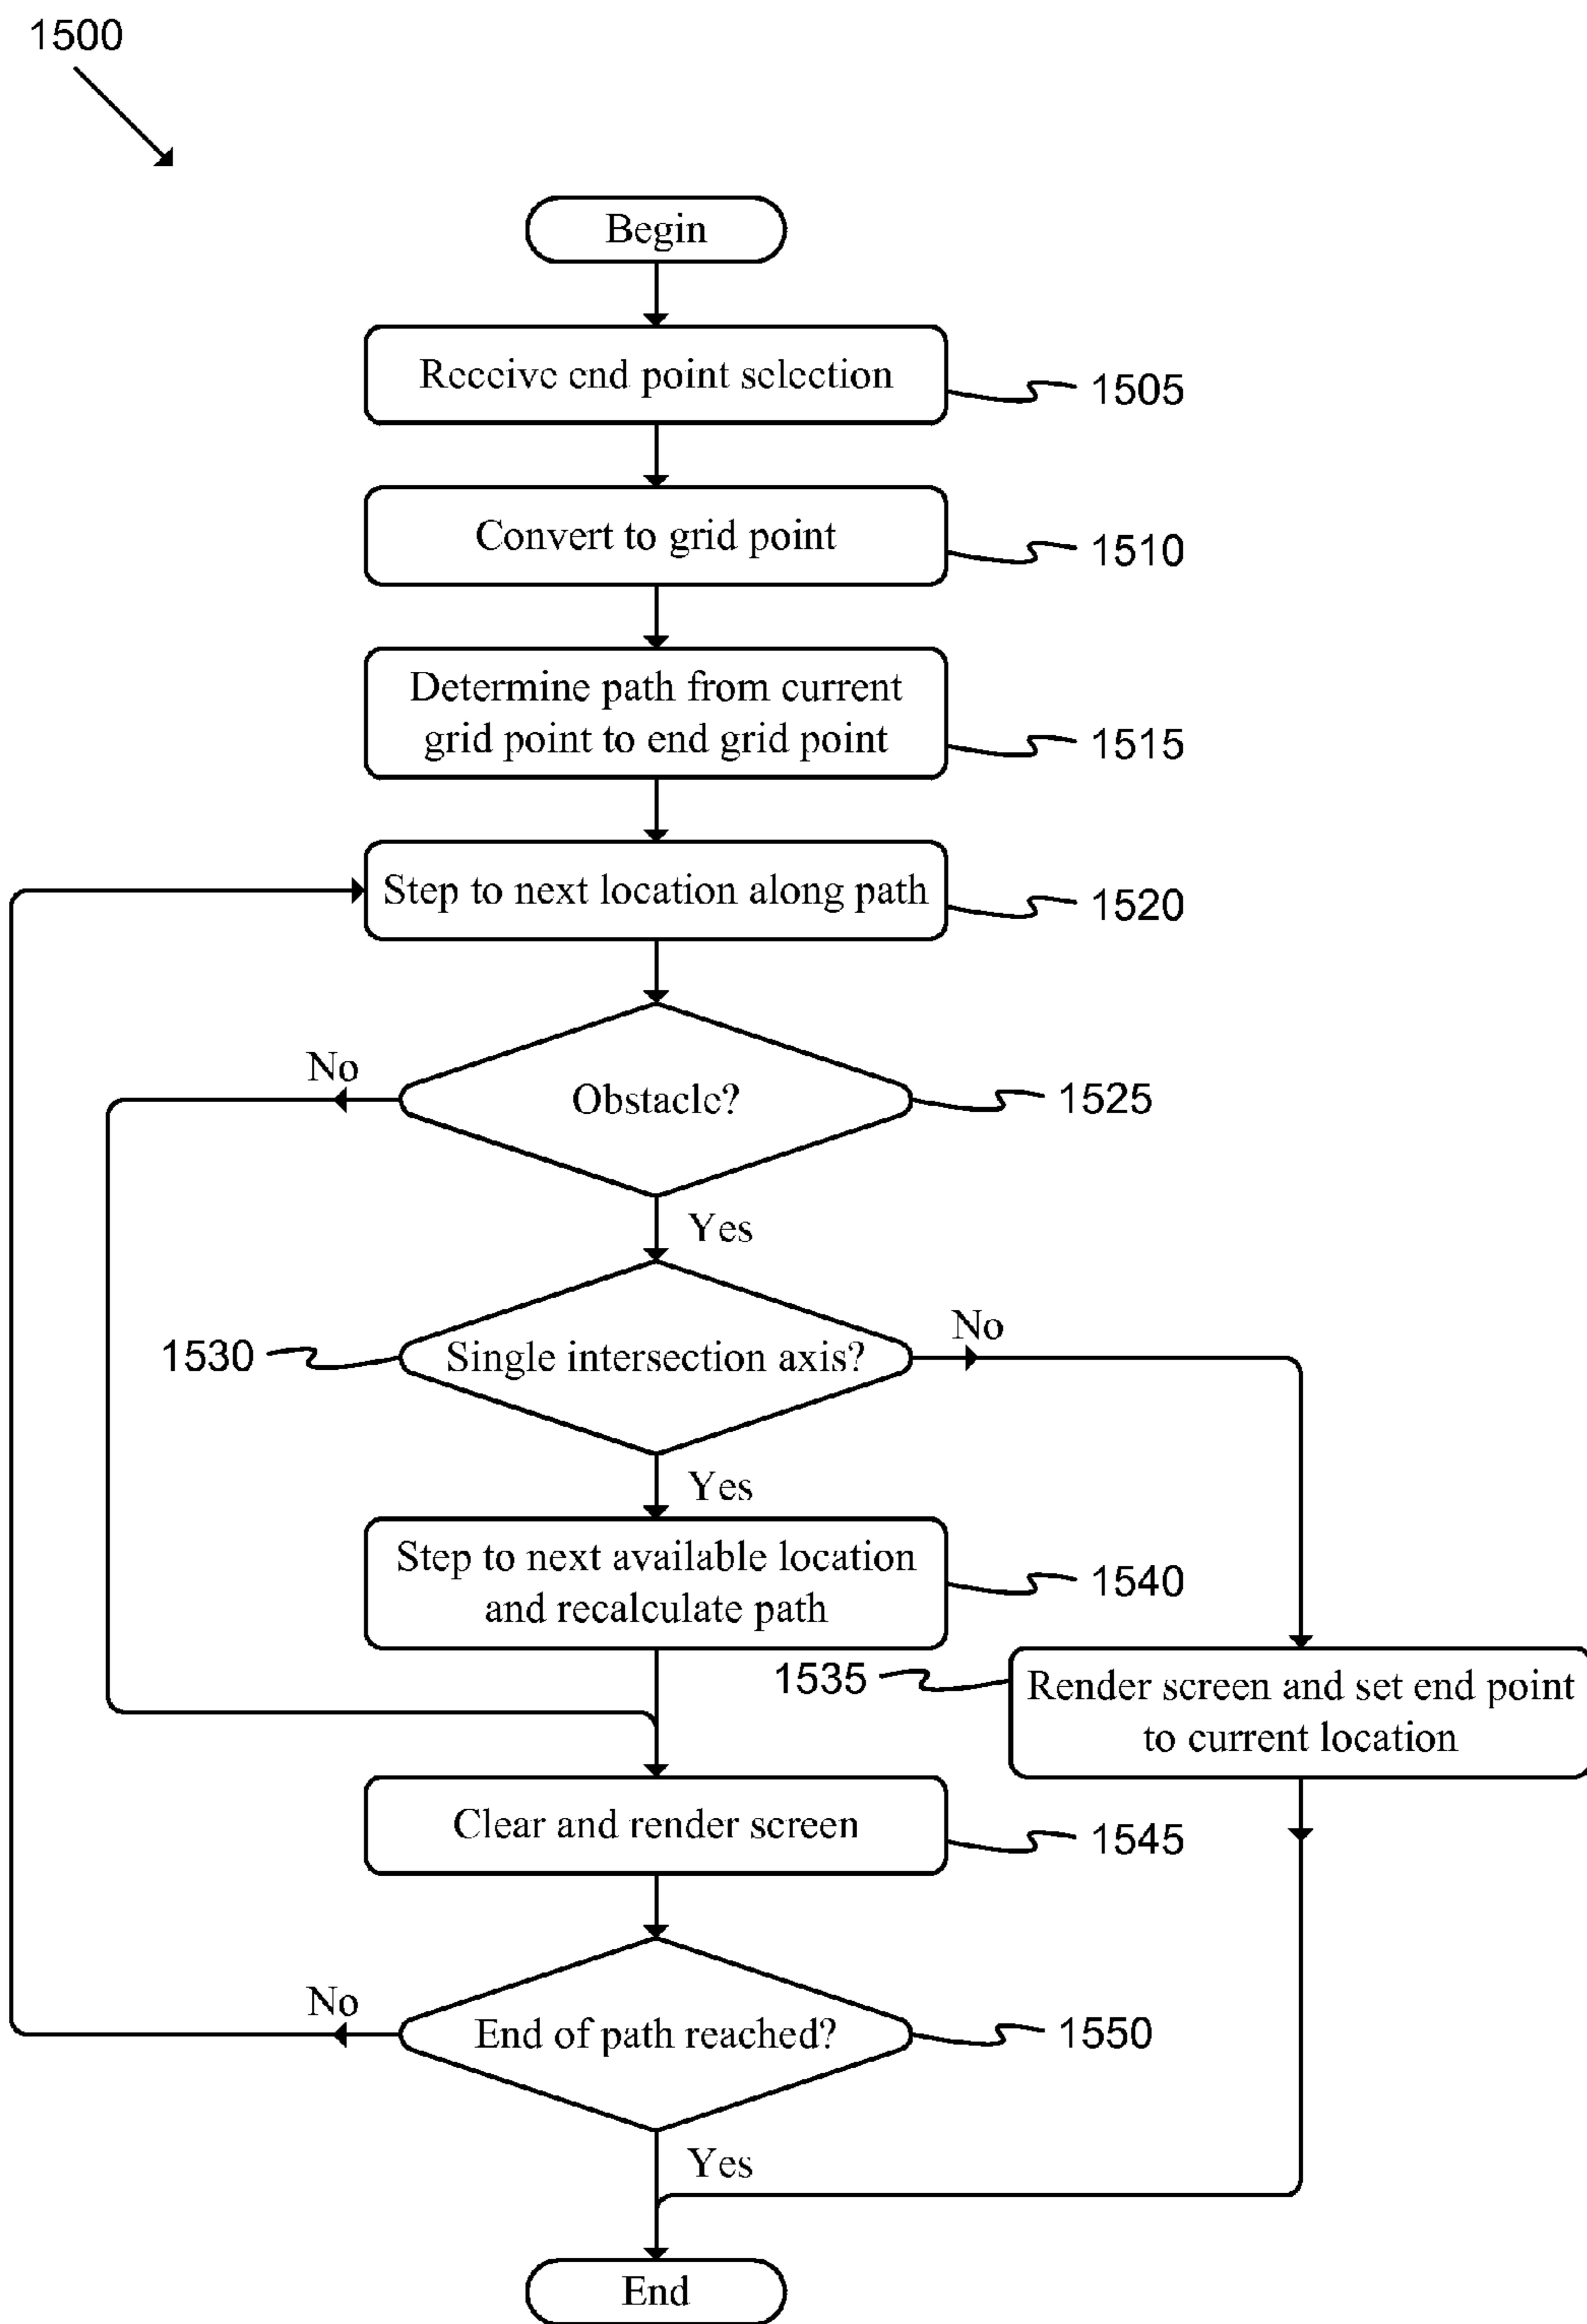 1500
Begin
Receive end point selection
1505
Convert to grid point
1510
Determine path from current
grid point to end grid point
1515
Step to next location along path
1520
No
Obstacle?
1525
Yes
No
1530
Single intersection axis?
Yes
Step to next available location
and recalculate path
1540
1535
Render screen and set end point
to current location
Clear and render screen
1545
No
End of path reached?
1550
Yes
End